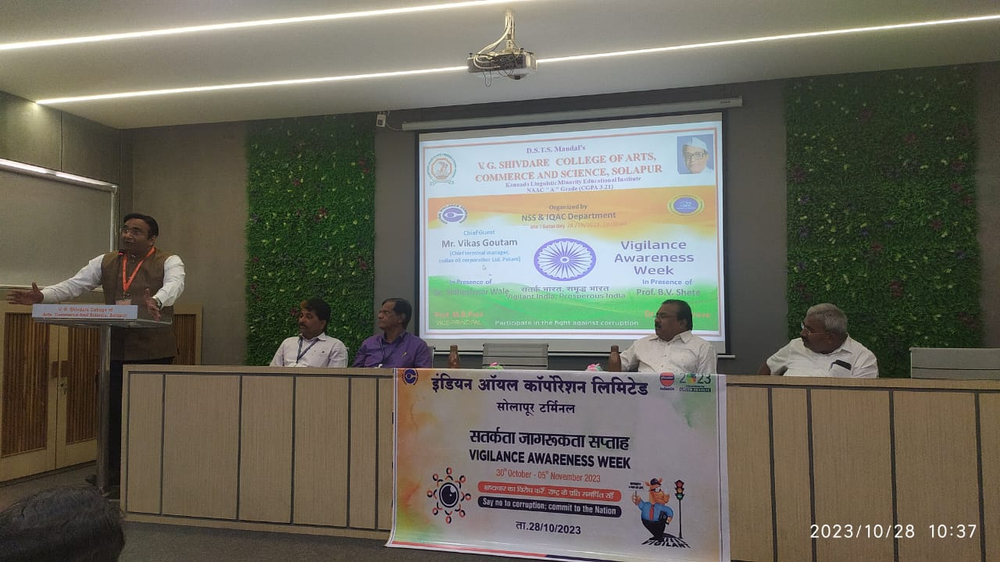 D.S.T.S. Mandal's
V. G. SHIVDARE COLLEGE OF ARTS,
COMMERCE AND SCIENCE, SOLAPUR
Kannada Linguistic Minority Educational Institute
NAAC "A" Grade (CGPA 3.21)
Organized by
NSS & IQAC Department
Saturday 28/10/2023
Chief Guest
Mr. Vikas Goutam
(Chief terminal manager,
Indian oil corporation Ltd. Pakani)
Vigilance
Awareness
Week
In Presence of
Wale
In Presence of
Prof. B.V. Shete
सतर्क भारत, समृद्ध भारत
Vigilant India, Prosperous India
VICE-PRINCIPAL
Participate in the fight against corruption
V. G. Shivdare College of
Arts, Commerce And Science, Solapur
इंडियन ऑयल कॉर्पोरेशन लिमिटेड
सोलापूर टर्मिनल
IndianOil
2023
सतर्कता जागरूकता सप्ताह
VIGILANCE AWARENESS WEEK
30th October - 05th November 2023
भ्रष्टाचार का विरोध करें, राष्ट्र के प्रति समर्पित रहें
Say no to corruption; commit to the Nation
ता.28/10/2023
VIGILANT
2023/10/28 10:37